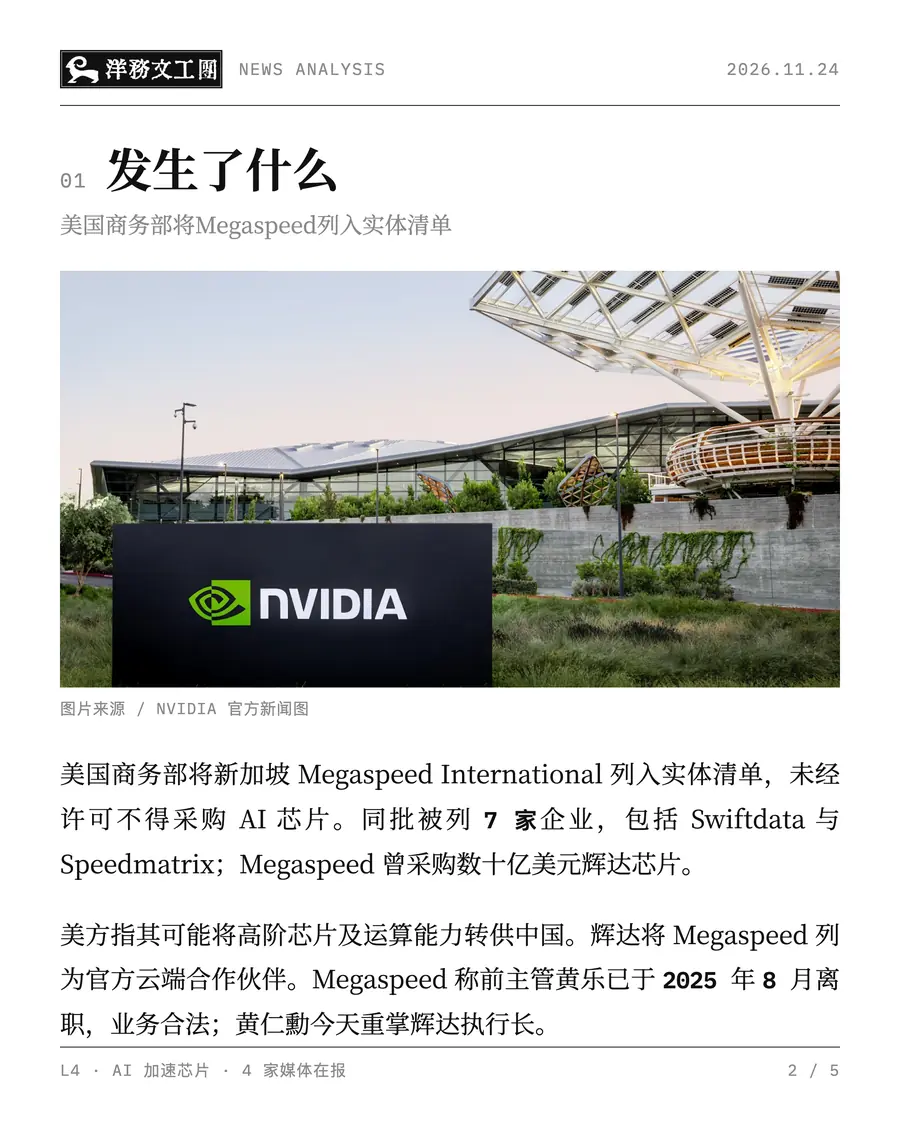 洋務文工團 NEWS ANALYSIS 2026.11.24
01 发生了什么
美国商务部将Megaspeed列入实体清单
NVIDIA
图片来源 / NVIDIA 官方新闻图
美国商务部将新加坡 Megaspeed International 列入实体清单，未经
许可不得采购 AI 芯片。同批被列 7 家企业，包括 Swiftdata 与
Speedmatrix；Megaspeed 曾采购数十亿美元辉达芯片。
美方指其可能将高阶芯片及运算能力转供中国。辉达将 Megaspeed 列
为官方云端合作伙伴。Megaspeed 称前主管黄乐已于 2025 年 8 月离
职，业务合法；黄仁勳今天重掌辉达执行长。
L4 · AI 加速芯片 · 4 家媒体在报 2 / 5